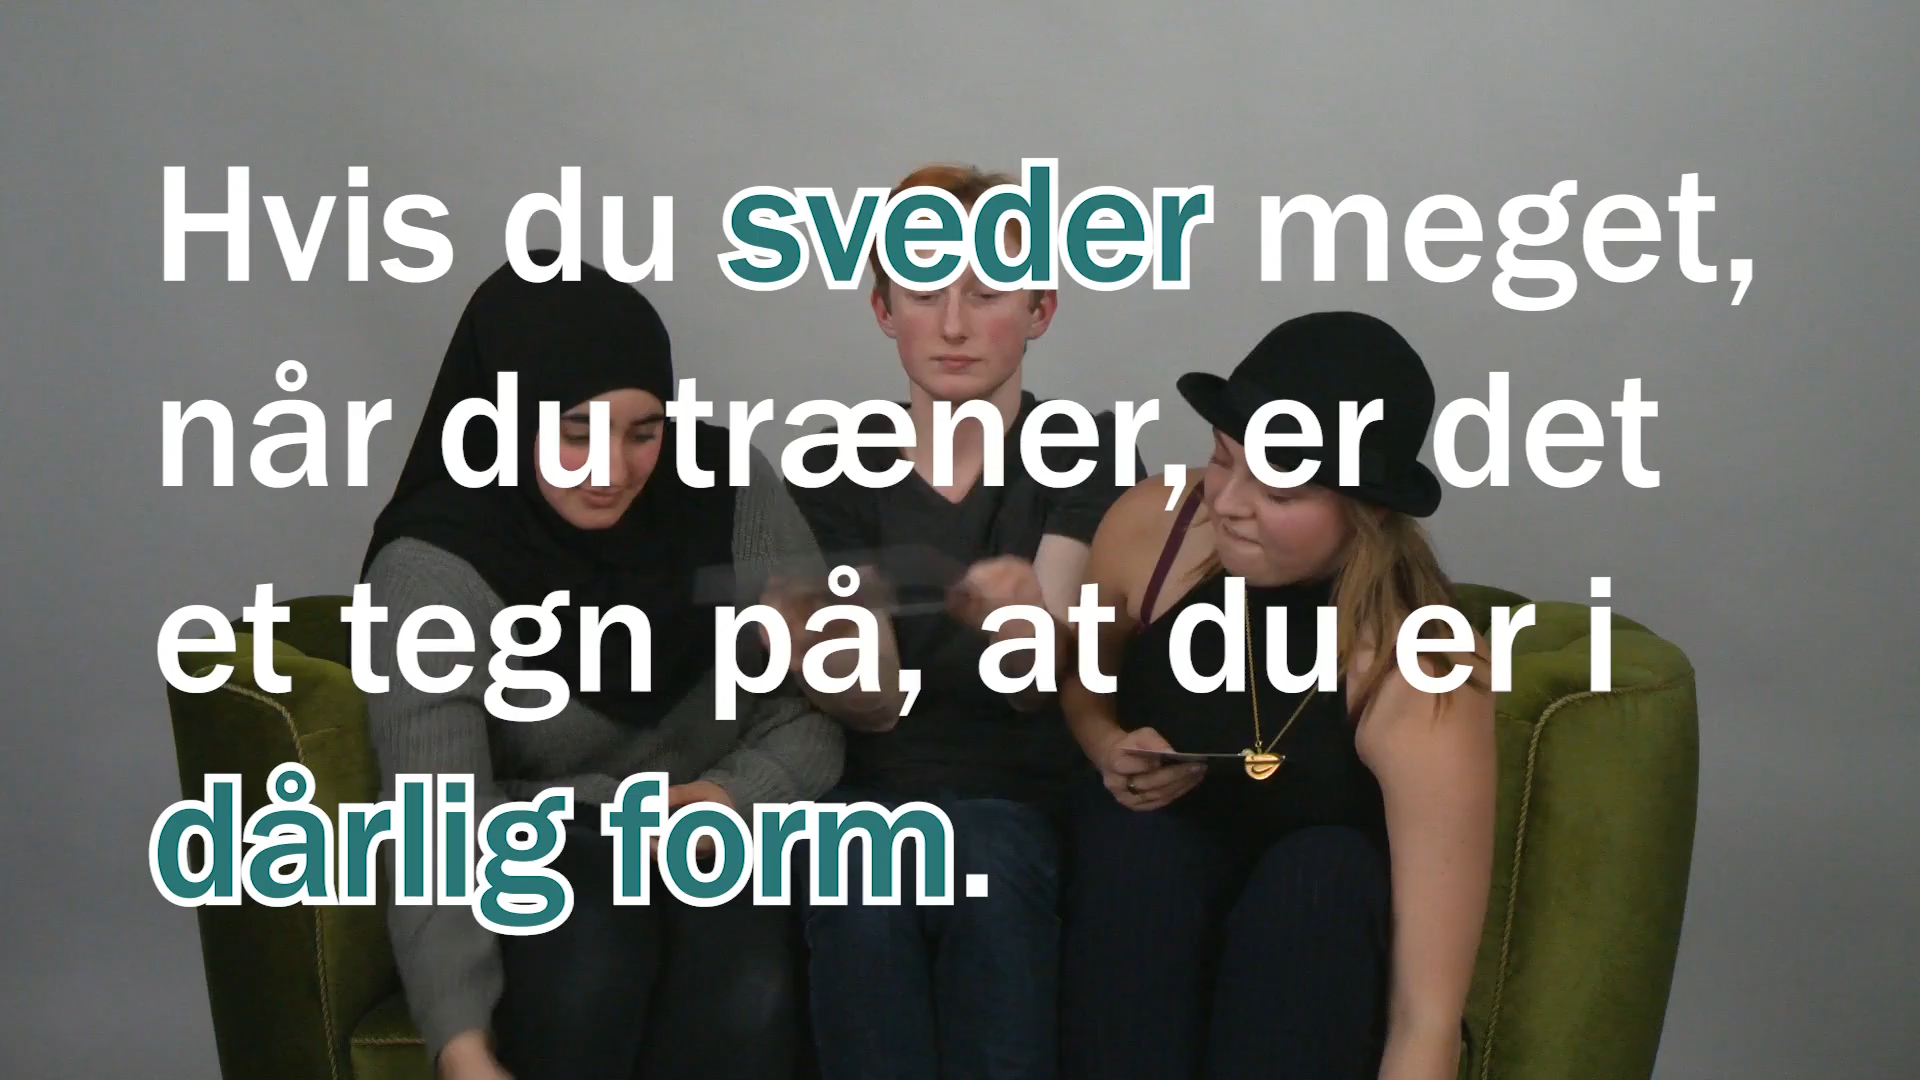 Hvis du sveder meget,
når du træner, er det
et tegn på, at du er i
dårlig form.